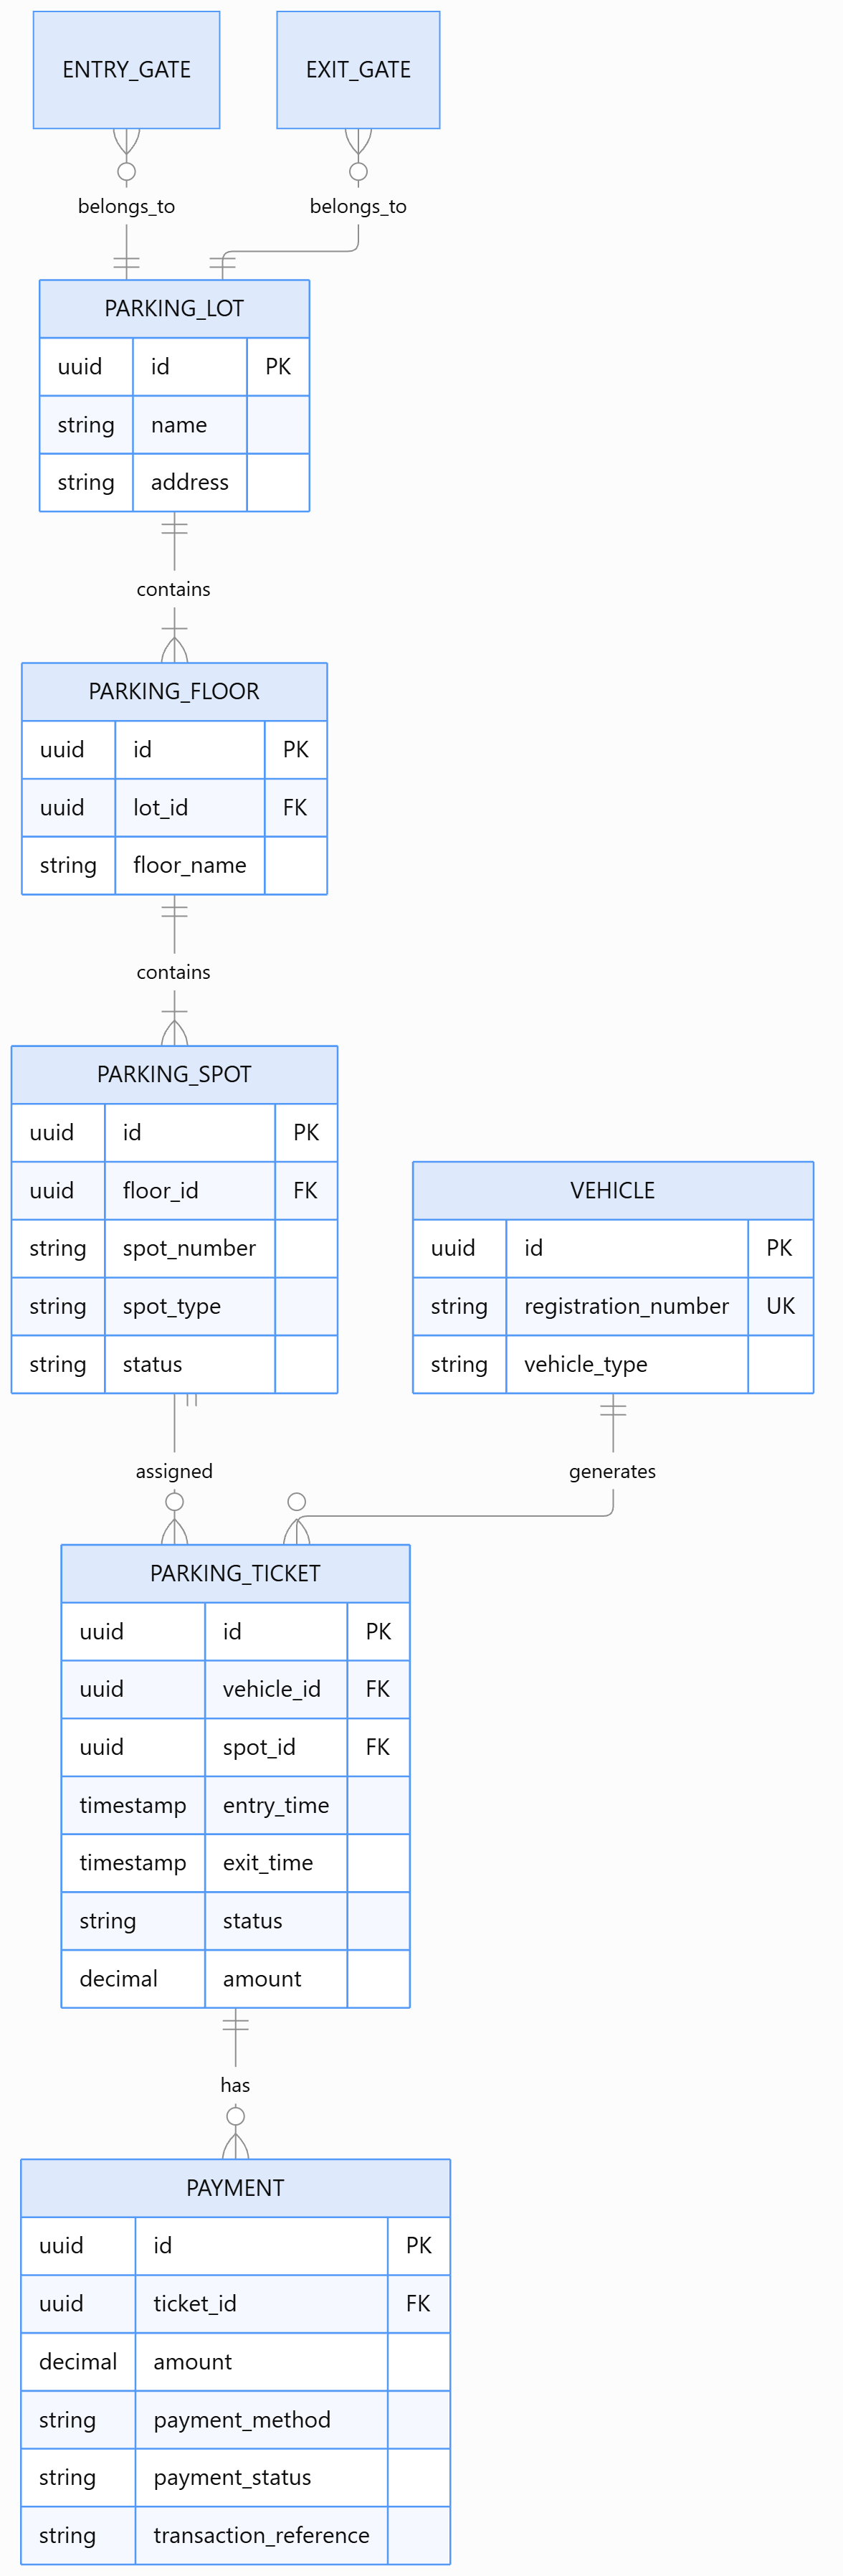 ENTRY_GATE EXIT_GATE
belongs_to belongs_to
PARKING_LOT
uuid id PK
string name
string address
contains
PARKING_FLOOR
uuid id PK
uuid lot_id FK
string floor_name
contains
PARKING_SPOT
uuid id PK
uuid floor_id FK
string spot_number
string spot_type
string status
VEHICLE
uuid id PK
string registration_number UK
string vehicle_type
assigned
generates
PARKING_TICKET
uuid id PK
uuid vehicle_id FK
uuid spot_id FK
timestamp entry_time
timestamp exit_time
string status
decimal amount
has
PAYMENT
uuid id PK
uuid ticket_id FK
decimal amount
string payment_method
string payment_status
string transaction_reference